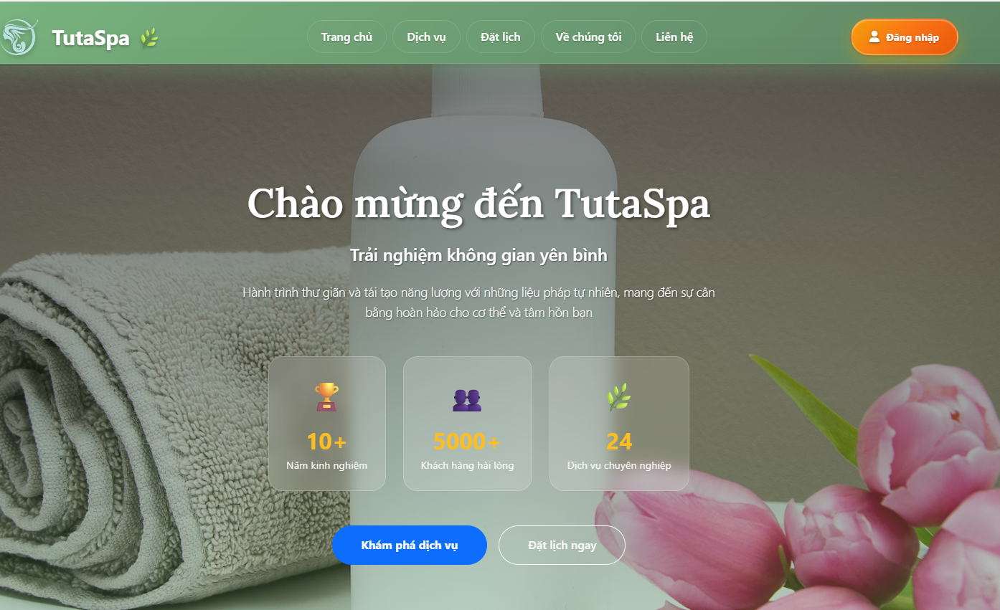 TutaSpa
Trang chủ
Dịch vụ
Đặt lịch
Về chúng tôi
Liên hệ
Đăng nhập
Chào mừng đến TutaSpa
Trải nghiệm không gian yên bình
Hành trình thư giãn và tái tạo năng lượng với những liệu pháp tự nhiên, mang đến sự cân
bằng hoàn hảo cho cơ thể và tâm hồn bạn
10+
Năm kinh nghiệm
5000+
Khách hàng hài lòng
24
Dịch vụ chuyên nghiệp
Khám phá dịch vụ
Đặt lịch ngay